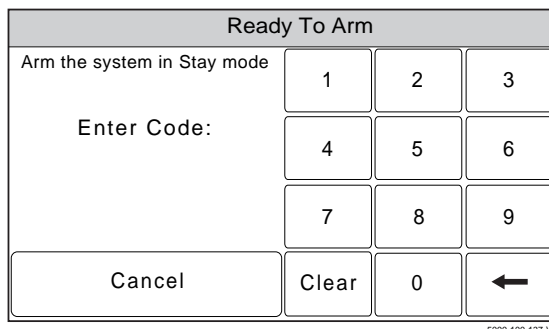 Ready To Arm
Arm the system in Stay mode
Enter Code:
1 2 3
4 5 6
7 8 9
Cancel Clear 0